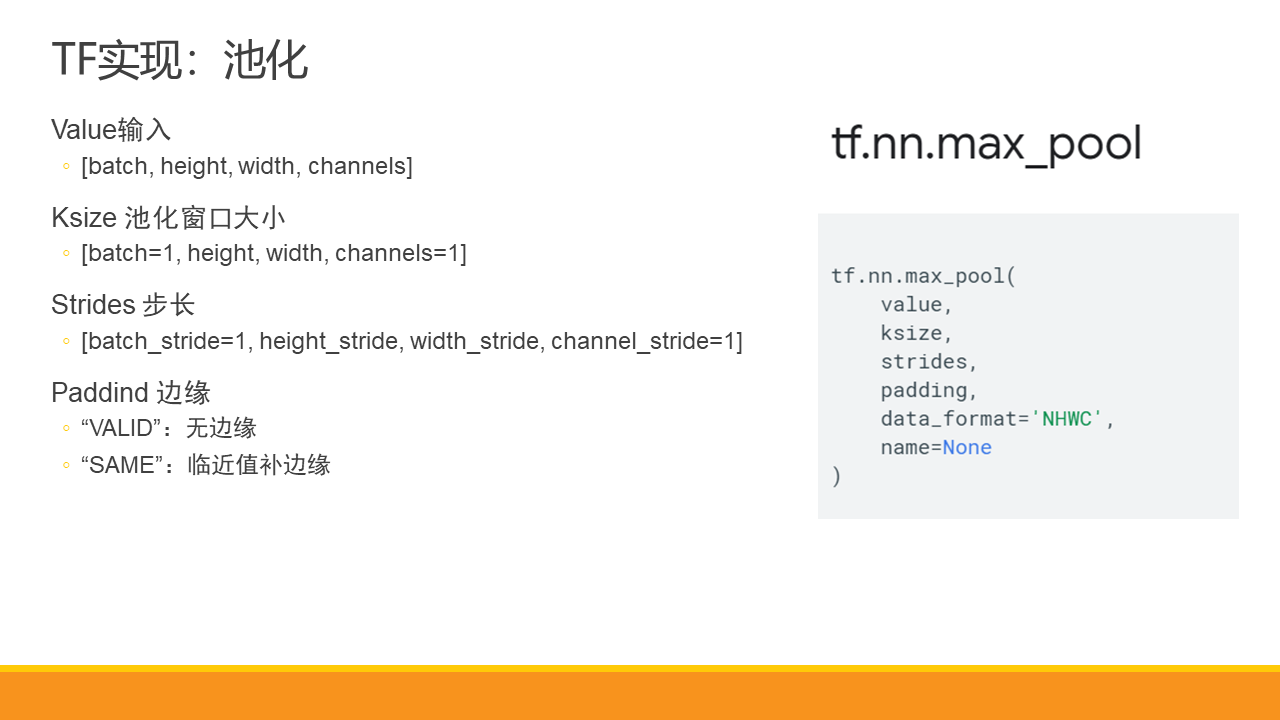 TF实现：池化
Value输入
◦ [batch, height, width, channels]
Ksize 池化窗口大小
◦ [batch=1, height, width, channels=1]
Strides 步长
◦ [batch_stride=1, height_stride, width_stride, channel_stride=1]
Paddind 边缘
◦ “VALID”：无边缘
◦ “SAME”：临近值补边缘
tf.nn.max_pool
tf.nn.max_pool(
    value,
    ksize,
    strides,
    padding,
    data_format='NHWC',
    name=None
)